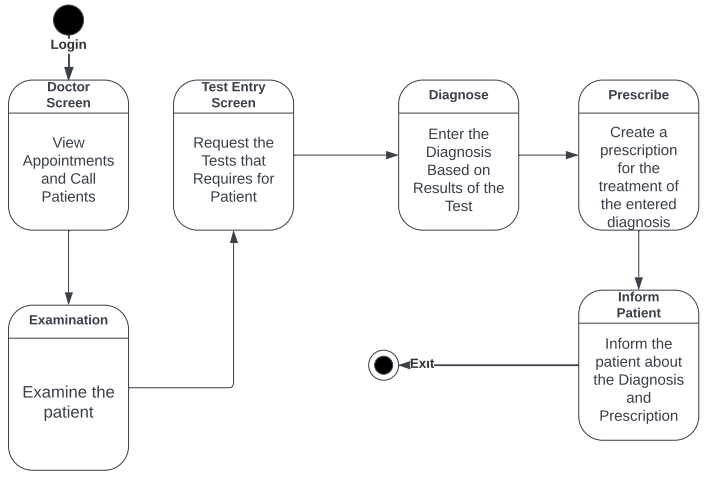 Login
Doctor
Screen
View
Appointments
and Call
Patients
Examination
Examine the
patient
Test Entry
Screen
Request the
Tests that
Requires for
Patient
Diagnose
Enter the
Diagnosis
Based on
Results of the
Test
Prescribe
Create a
prescription
for the
treatment of
the entered
diagnosis
Inform
Patient
Inform the
patient about
the Diagnosis
and
Prescription
Exıt